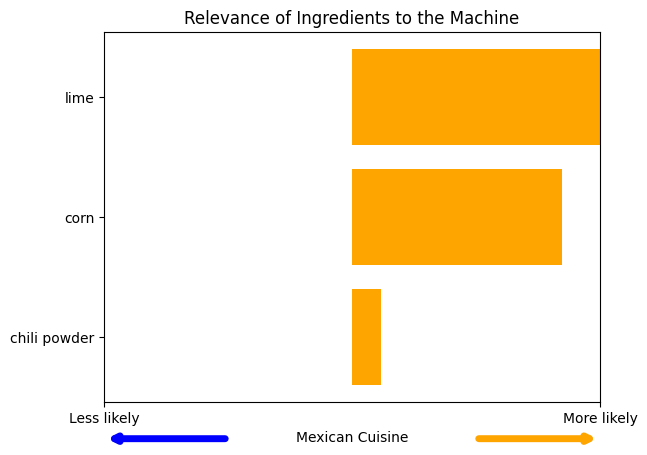 Relevance of Ingredients to the Machine
lime
corn
chili powder
Less likely
More likely
Mexican Cuisine